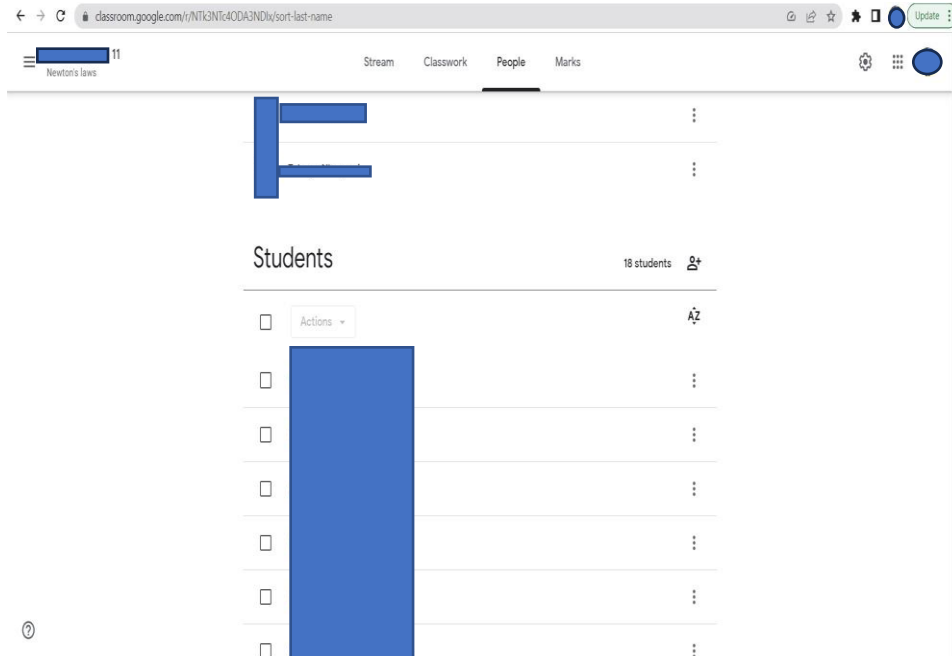 classroom.google.com/r/NTk3NTc4ODA3NDIx/sort-last-name
Update
11
Newton's laws
Stream Classwork People Marks
Students
18 students
Actions
AZ